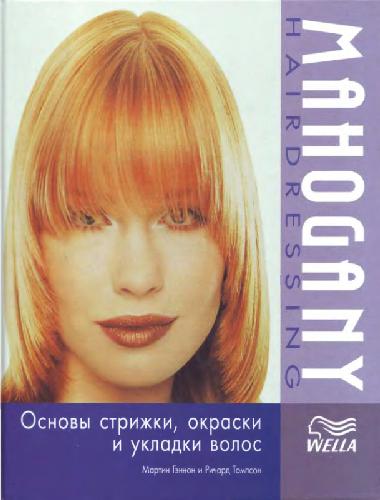 MAHOGANY
HAIRDRESSING
Основы стрижки, окраски
и укладки волос
Мартин Гэннон и Ричард Томпсон
WELLA